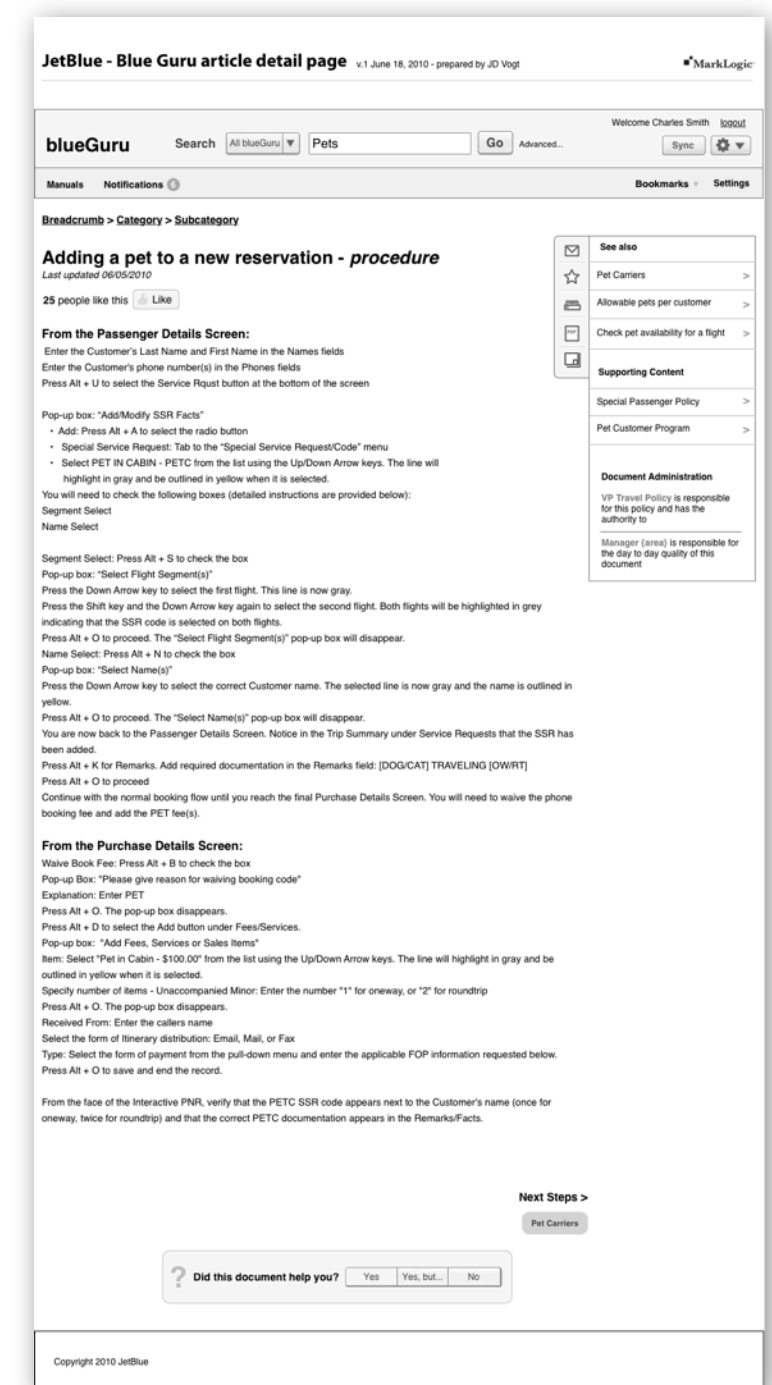 JetBlue - Blue Guru article detail page v.1 June 18, 2010 - prepared by JD Vogt
MarkLogic
Welcome Charles Smith logout
blueGuru Search All blueGuru Pets Go Advanced... Sync
Manuals Notifications Bookmarks Settings
Breadcrumb > Category > Subcategory
Adding a pet to a new reservation - procedure
Last updated 06/05/2010
25 people like this Like
From the Passenger Details Screen:
Enter the Customer's Last Name and First Name in the Names fields
Enter the Customer's phone number(s) in the Phones fields
Press Alt + U to select the Service Rqust button at the bottom of the screen
Pop-up box: "Add/Modify SSR Facts"
• Add: Press Alt + A to select the radio button
• Special Service Request: Tab to the "Special Service Request/Code" menu
• Select PET IN CABIN - PETC from the list using the Up/Down Arrow keys. The line will
highlight in gray and be outlined in yellow when it is selected.
You will need to check the following boxes (detailed instructions are provided below):
Segment Select
Name Select
Segment Select: Press Alt + S to check the box
Pop-up box: "Select Flight Segment(s)"
Press the Down Arrow key to select the first flight. This line is now gray.
Press the Shift key and the Down Arrow key again to select the second flight. Both flights will be highlighted in grey
indicating that the SSR code is selected on both flights.
Press Alt + O to proceed. The "Select Flight Segment(s)" pop-up box will disappear.
Name Select: Press Alt + N to check the box
Pop-up box: "Select Name(s)"
Press the Down Arrow key to select the correct Customer name. The selected line is now gray and the name is outlined in
yellow.
Press Alt + O to proceed. The "Select Name(s)" pop-up box will disappear.
You are now back to the Passenger Details Screen. Notice in the Trip Summary under Service Requests that the SSR has
been added.
Press Alt + K for Remarks. Add required documentation in the Remarks field: [DOG/CAT] TRAVELING [OW/RT]
Press Alt + O to proceed
Continue with the normal booking flow until you reach the final Purchase Details Screen. You will need to waive the phone
booking fee and add the PET fee(s).
From the Purchase Details Screen:
Waive Book Fee: Press Alt + B to check the box
Pop-up Box: "Please give reason for waiving booking code"
Explanation: Enter PET
Press Alt + O. The pop-up box disappears.
Press Alt + D to select the Add button under Fees/Services.
Pop-up box: "Add Fees, Services or Sales Items"
Item: Select "Pet in Cabin - $100.00" from the list using the Up/Down Arrow keys. The line will highlight in gray and be
outlined in yellow when it is selected.
Specify number of items - Unaccompanied Minor: Enter the number "1" for oneway, or "2" for roundtrip
Press Alt + O. The pop-up box disappears.
Received From: Enter the callers name
Select the form of Itinerary distribution: Email, Mail, or Fax
Type: Select the form of payment from the pull-down menu and enter the applicable FOP information requested below.
Press Alt + O to save and end the record.
From the face of the Interactive PNR, verify that the PETC SSR code appears next to the Customer's name (once for
oneway, twice for roundtrip) and that the correct PETC documentation appears in the Remarks/Facts.
See also
Pet Carriers >
Allowable pets per customer >
Check pet availability for a flight >
Supporting Content
Special Passenger Policy >
Pet Customer Program >
Document Administration
VP Travel Policy is responsible
for this policy and has the
authority to
Manager {area} is responsible for
the day to day quality of this
document
Next Steps >
Pet Carriers
? Did this document help you? Yes Yes, but... No
Copyright 2010 JetBlue